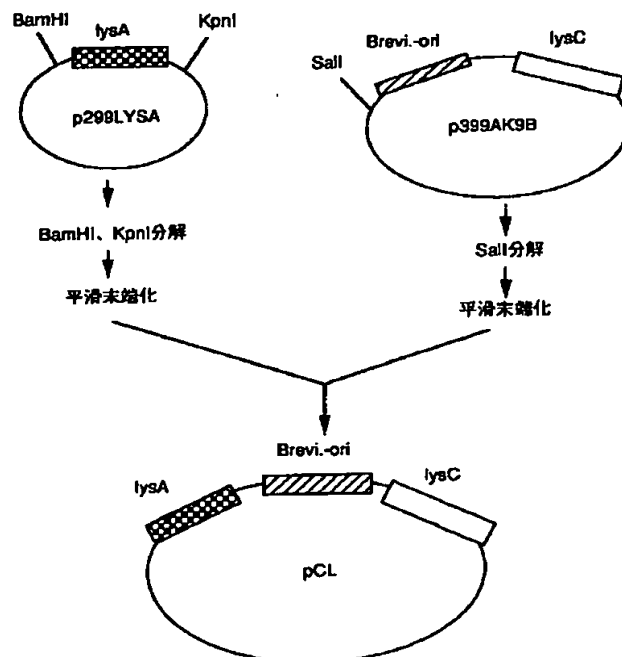 BamHI
lysA
KpnI
p299LYSA
BamHI、KpnI分解
平滑末端化
SalI
Brevi.-ori
lysC
p399AK9B
SalI分解
平滑末端化
Brevi.-ori
lysA
lysC
pCL